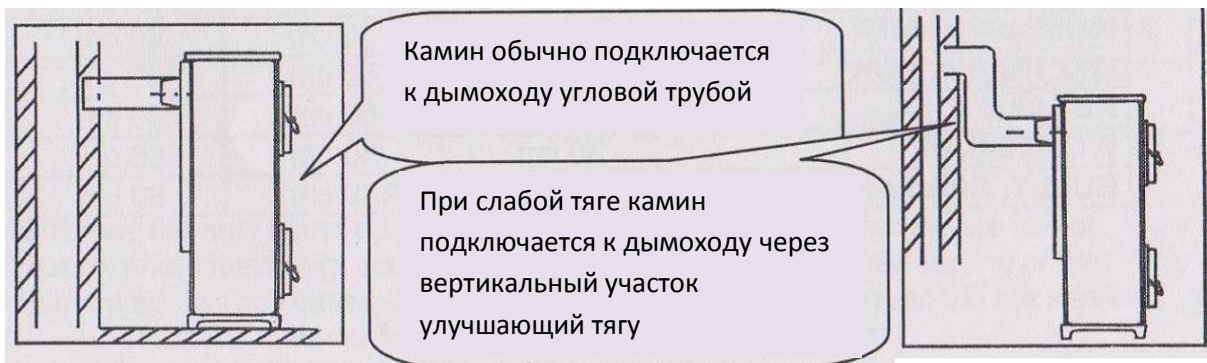 Камин обычно подключается
к дымоходу угловой трубой
При слабой тяге камин
подключается к дымоходу через
вертикальный участок
улучшающий тягу